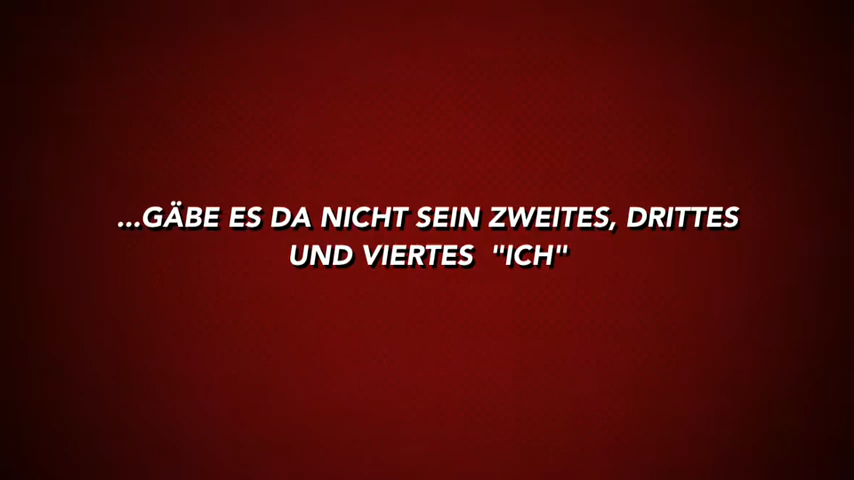 ...GÄBE ES DA NICHT SEIN ZWEITES, DRITTES
UND VIERTES "ICH"